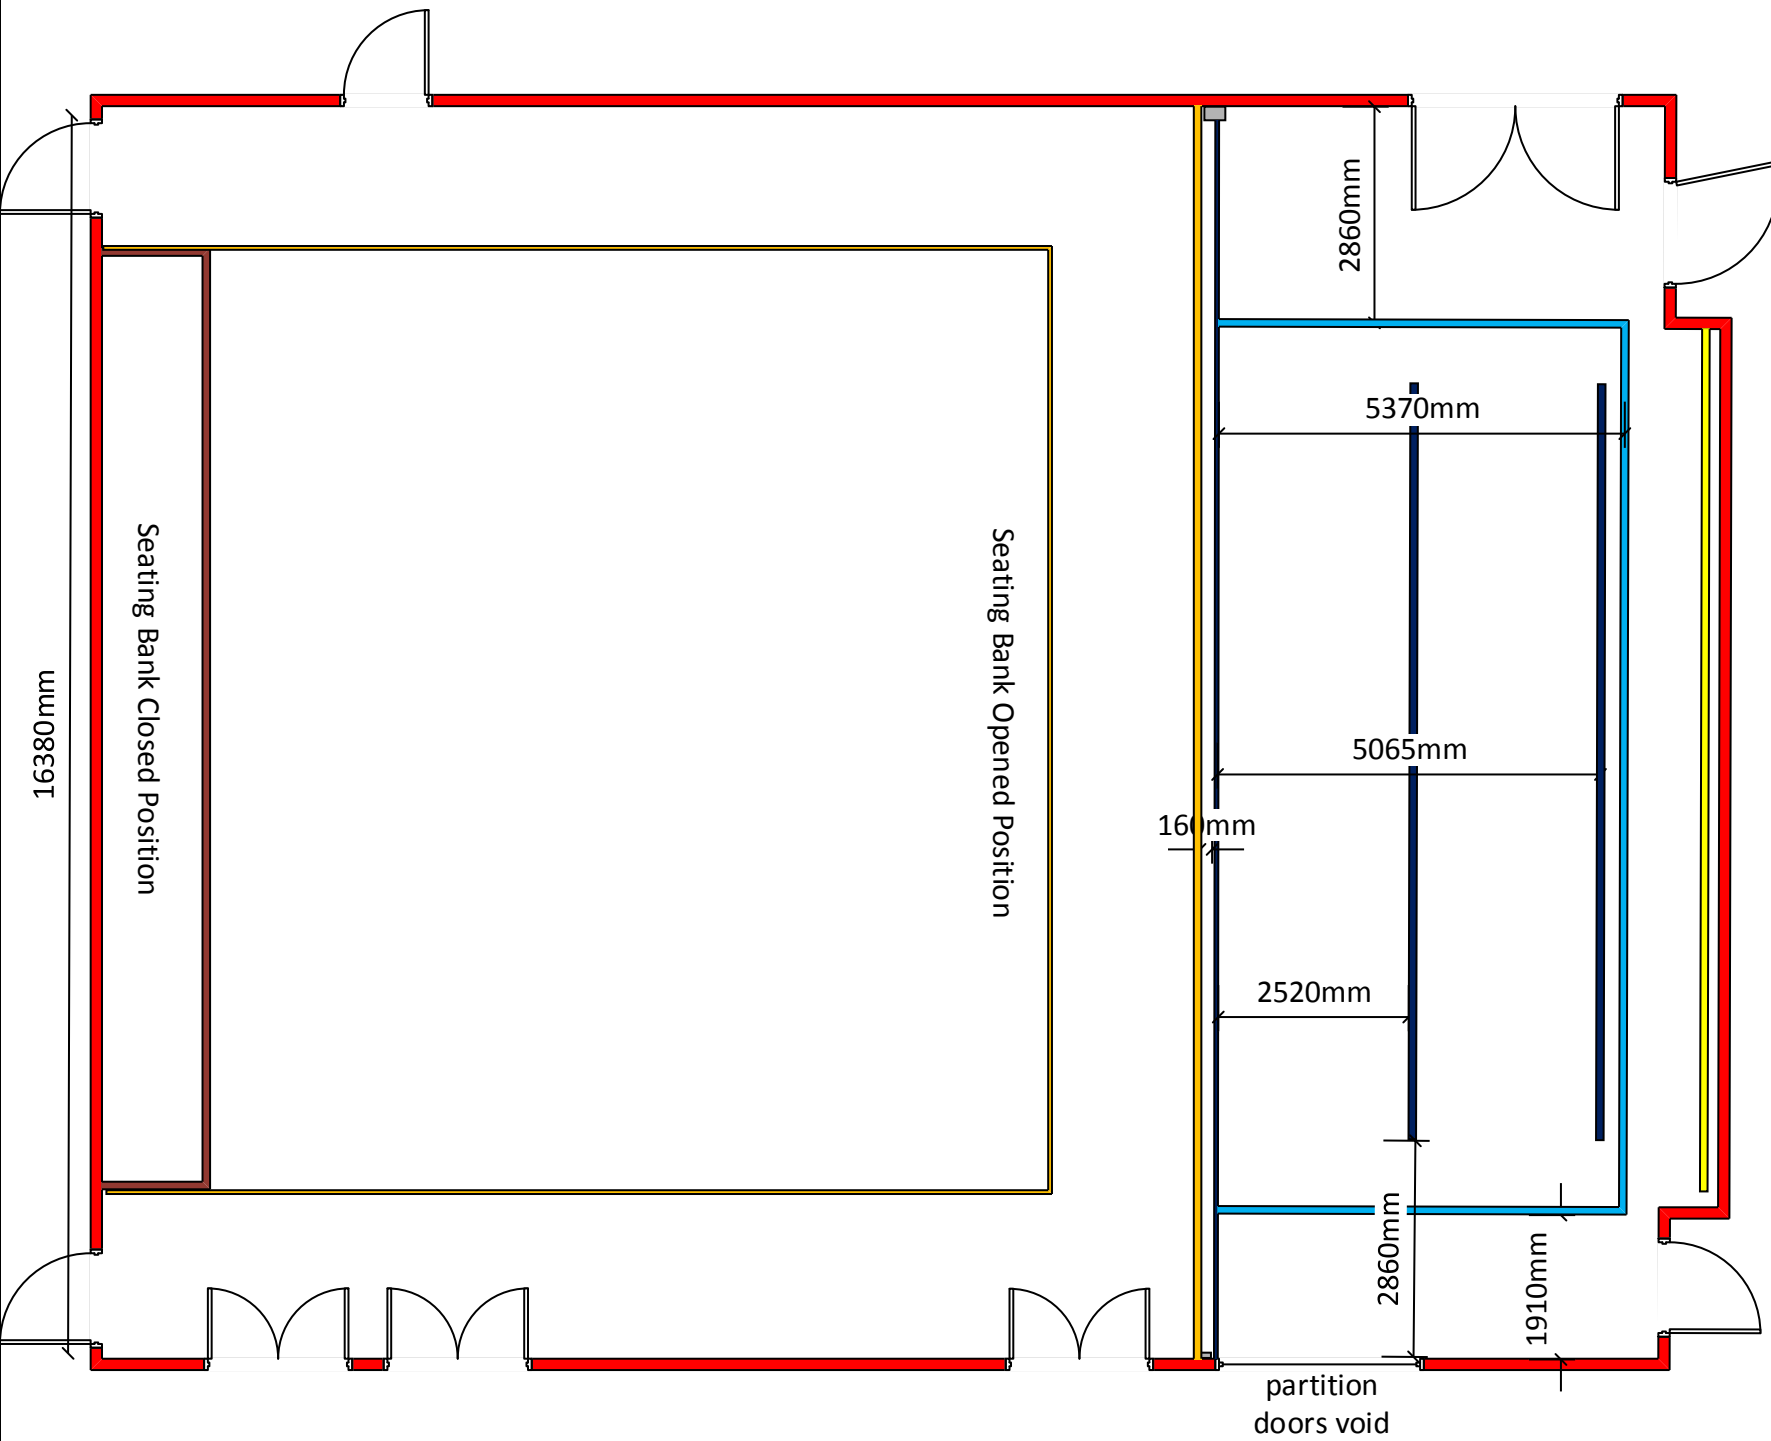 2860mm
5370mm
Seating Bank Closed Position
Seating Bank Opened Position
16380mm
5065mm
160mm
2520mm
2860mm
1910mm
partition
doors void